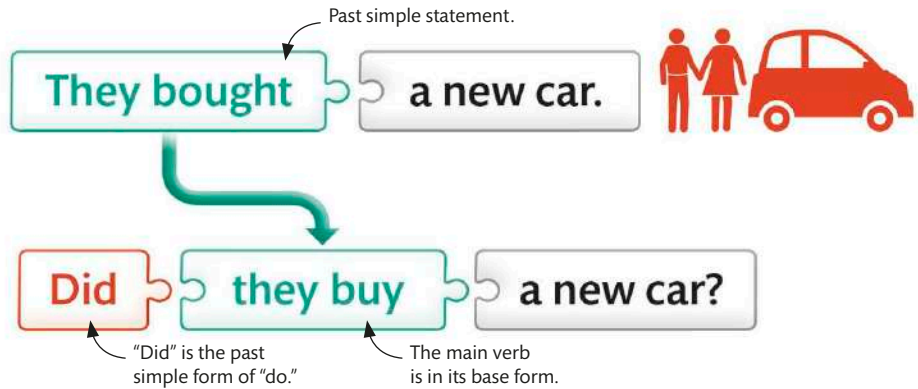 Past simple statement.
They bought a new car.
Did they buy a new car?
"Did" is the past
simple form of "do."
The main verb
is in its base form.